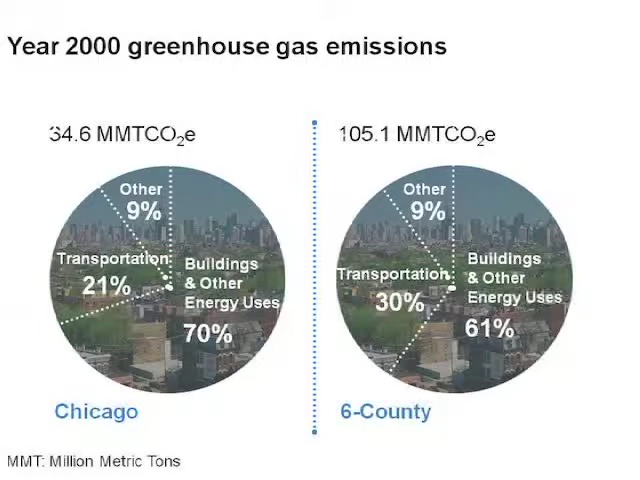 Year 2000 greenhouse gas emissions
34.6 MMTCO₂e
105.1 MMTCO₂e
Other
9%
Transportation
21%
Buildings
& Other
Energy Uses
70%
Other
9%
Transportation
30%
Buildings
& Other
Energy Uses
61%
Chicago
6-County
MMT: Million Metric Tons